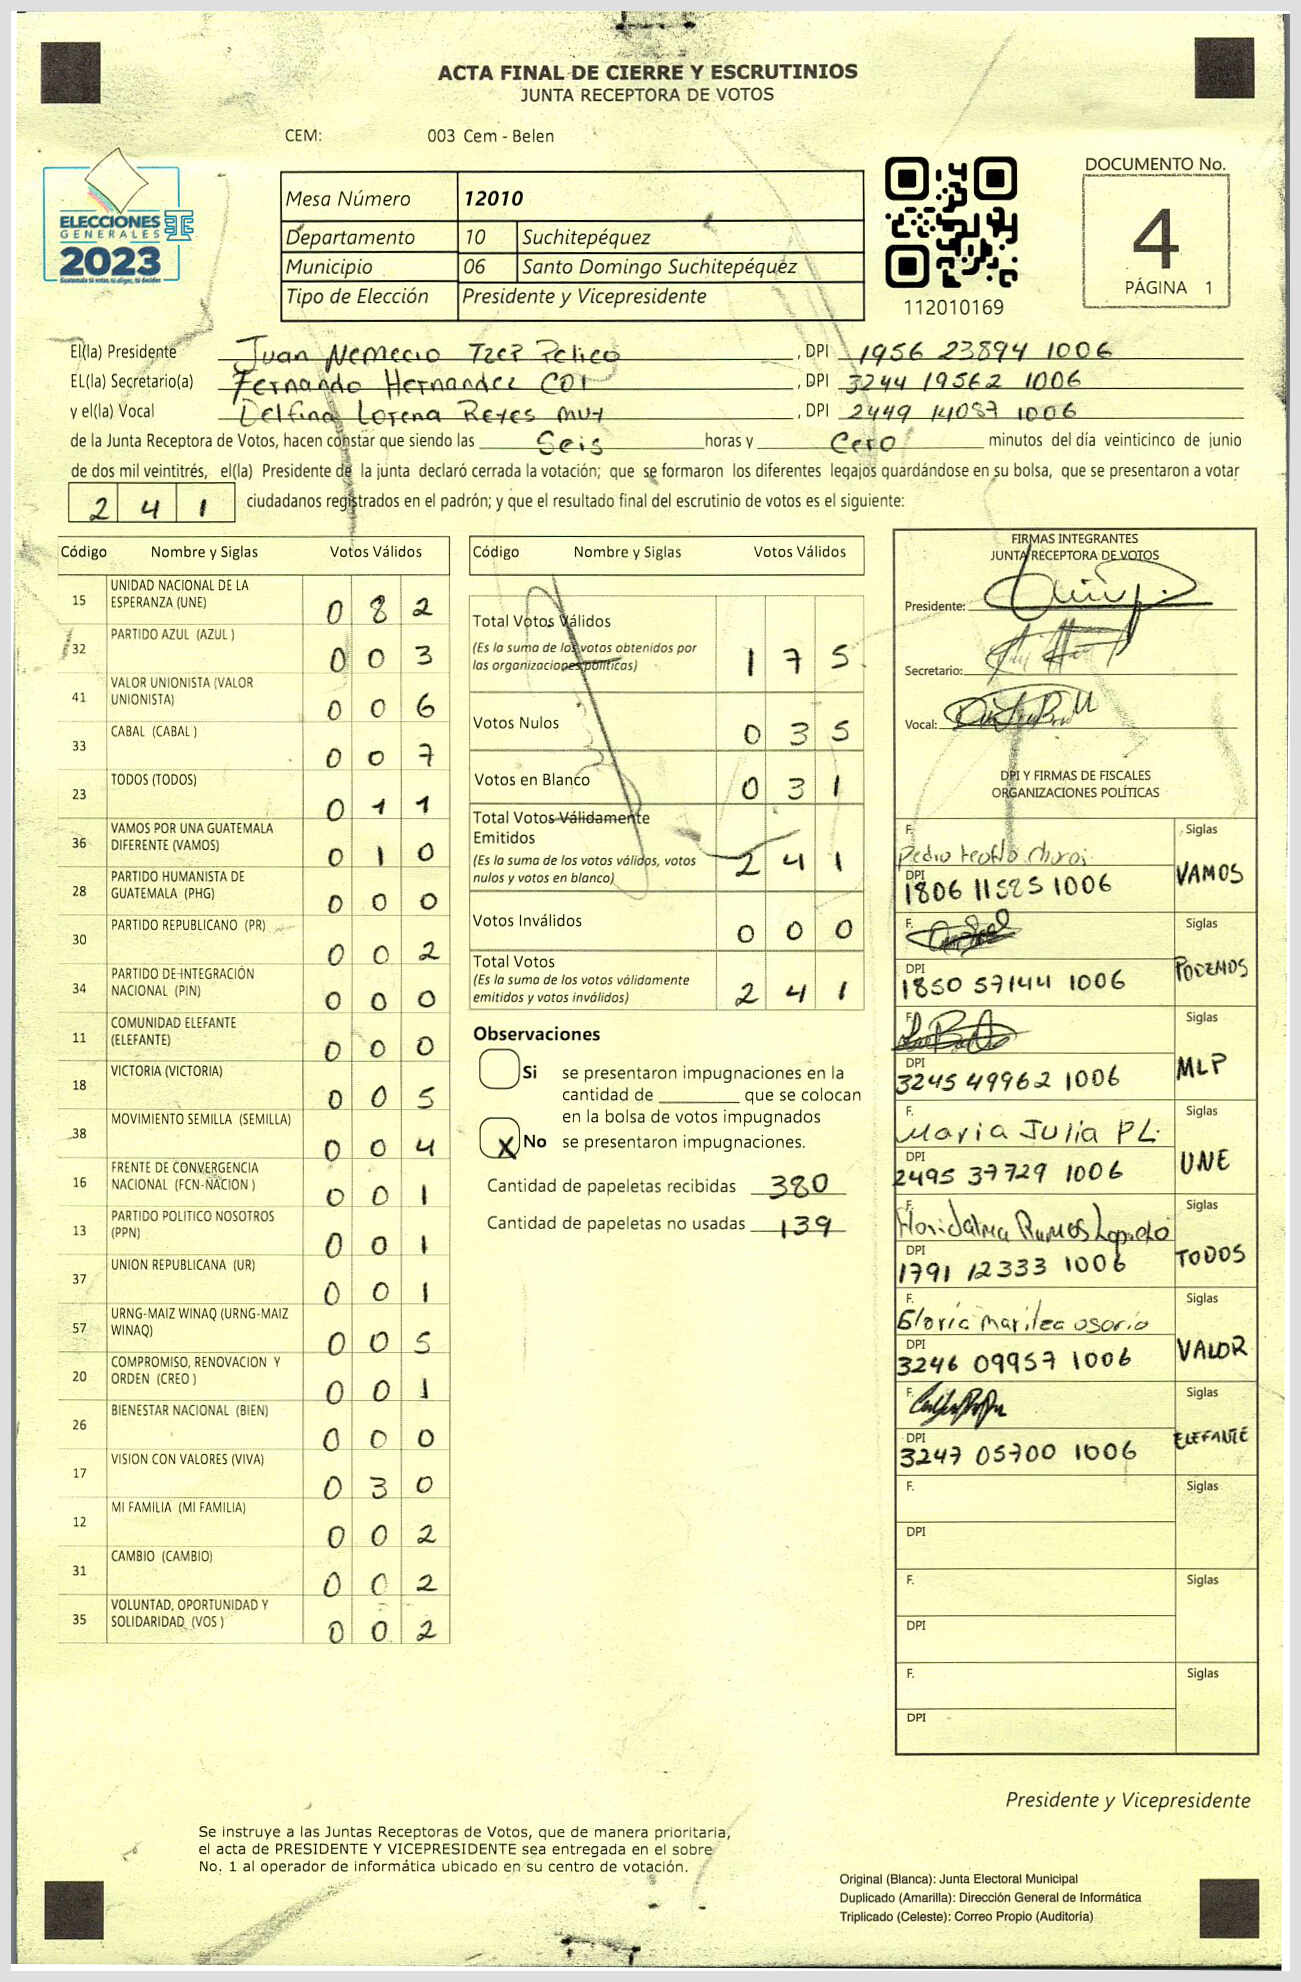 ACTA FINAL DE CIERRE Y ESCRUTINIOS
JUNTA RECEPTORA DE VOTOS
CEM: 003 Cem - Belen
ELECCIONES
GENERALES
2023
Mesa Número 12010
Departamento 10 Suchitepéquez
Municipio 06 Santo Domingo Suchitepéquez
Tipo de Elección Presidente y Vicepresidente
112010169
DOCUMENTO No.
4
PÁGINA 1
El(la) Presidente Juan Nemecio Tzep Pelico , DPI 1956 23894 1006
EL(la) Secretario(a) Fernando Hernandez COI , DPI 3244 19562 1006
y el(la) Vocal Delfina Lorena Reyes Muy , DPI 2449 14087 1006
de la Junta Receptora de Votos, hacen constar que siendo las Seis horas y Cero minutos del día veinticinco de junio
de dos mil veintitrés, el(la) Presidente de la junta declaró cerrada la votación; que se formaron los diferentes legajos guardándose en su bolsa, que se presentaron a votar
241 ciudadanos registrados en el padrón; y que el resultado final del escrutinio de votos es el siguiente:
Código Nombre y Siglas Votos Válidos
15 UNIDAD NACIONAL DE LA ESPERANZA (UNE) 0 8 2
32 PARTIDO AZUL (AZUL ) 0 0 3
41 VALOR UNIONISTA (VALOR UNIONISTA) 0 0 6
33 CABAL (CABAL ) 0 0 7
23 TODOS (TODOS) 0 1 1
36 VAMOS POR UNA GUATEMALA DIFERENTE (VAMOS) 0 1 0
28 PARTIDO HUMANISTA DE GUATEMALA (PHG) 0 0 0
30 PARTIDO REPUBLICANO (PR) 0 0 2
34 PARTIDO DE INTEGRACIÓN NACIONAL (PIN) 0 0 0
11 COMUNIDAD ELEFANTE (ELEFANTE) 0 0 0
18 VICTORIA (VICTORIA) 0 0 5
38 MOVIMIENTO SEMILLA (SEMILLA) 0 0 4
16 FRENTE DE CONVERGENCIA NACIONAL (FCN-NACION ) 0 0 1
13 PARTIDO POLITICO NOSOTROS (PPN) 0 0 1
37 UNION REPUBLICANA (UR) 0 0 1
57 URNG-MAIZ WINAQ (URNG-MAIZ WINAQ) 0 0 5
20 COMPROMISO, RENOVACION Y ORDEN (CREO ) 0 0 1
26 BIENESTAR NACIONAL (BIEN) 0 0 0
17 VISION CON VALORES (VIVA) 0 3 0
12 MI FAMILIA (MI FAMILIA) 0 0 2
31 CAMBIO (CAMBIO) 0 0 2
35 VOLUNTAD, OPORTUNIDAD Y SOLIDARIDAD (VOS ) 0 0 2
Código Nombre y Siglas Votos Válidos
Total Votos Válidos 1 7 5
(Es la suma de los votos obtenidos por
las organizaciones políticas)
Votos Nulos 0 3 5
Votos en Blanco 0 3 1
Total Votos Válidamente
Emitidos 2 4 1
(Es la suma de los votos válidos, votos
nulos y votos en blanco)
Votos Inválidos 0 0 0
Total Votos 2 4 1
(Es la suma de los votos válidamente
emitidos y votos inválidos)
Observaciones
Si se presentaron impugnaciones en la
cantidad de ________ que se colocan
en la bolsa de votos impugnados
X No se presentaron impugnaciones.
Cantidad de papeletas recibidas 380
Cantidad de papeletas no usadas 139
FIRMAS INTEGRANTES
JUNTA RECEPTORA DE VOTOS
Presidente:
Secretario:
Vocal:
DPI Y FIRMAS DE FISCALES
ORGANIZACIONES POLÍTICAS
F. Pedro Siglas
DPI 1806 11525 1006 VAMOS
F. Siglas
DPI 1850 57144 1006 PODEMOS
F. Siglas
DPI 3245 49962 1006 MLP
F. Maria Julia PL. Siglas
DPI 2495 37729 1006 UNE
F. Ramos Siglas
DPI 1791 12333 1006 TODOS
F. Gloria osorio Siglas
DPI 3246 09957 1006 VALOR
F. Siglas
DPI 3247 05700 1006 ELEFANTE
F. Siglas
DPI
F. Siglas
DPI
F. Siglas
DPI
Presidente y Vicepresidente
Se instruye a las Juntas Receptoras de Votos, que de manera prioritaria,
el acta de PRESIDENTE Y VICEPRESIDENTE sea entregada en el sobre
No. 1 al operador de informática ubicado en su centro de votación.
Original (Blanca): Junta Electoral Municipal
Duplicado (Amarilla): Dirección General de Informática
Triplicado (Celeste): Correo Propio (Auditoría)